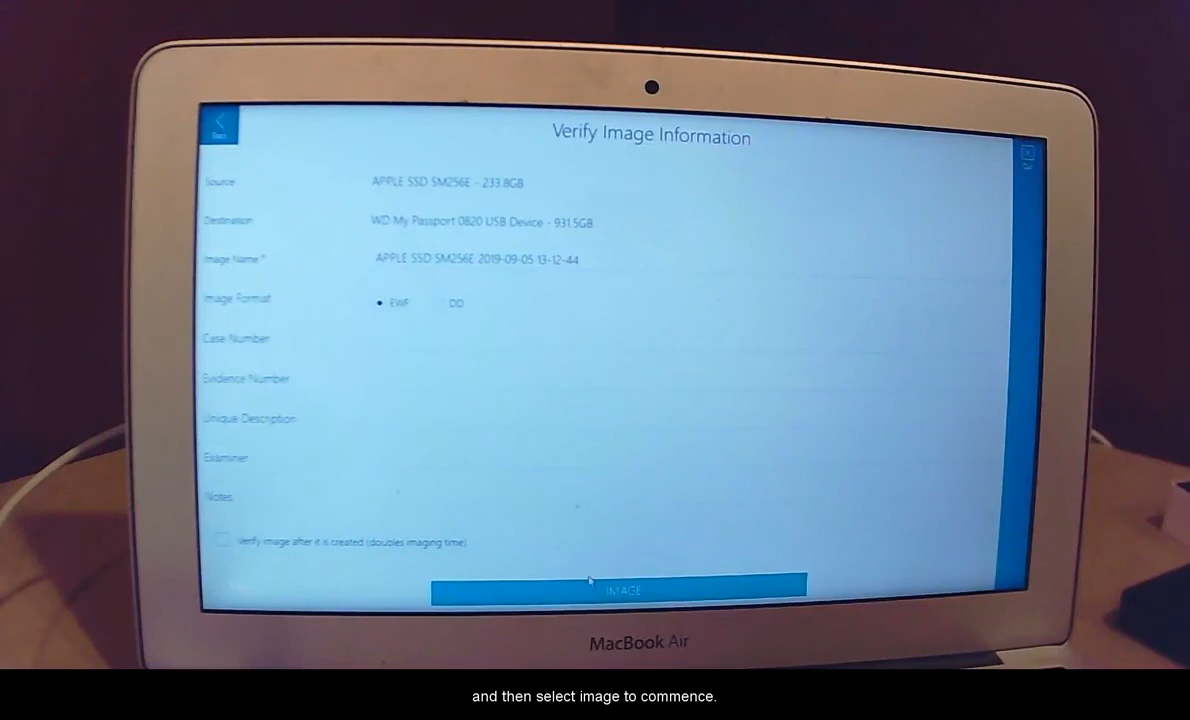 Back
Verify Image Information
Source APPLE SSD SM256E - 233.8GB
Destination WD My Passport 0820 USB Device - 931.5GB
Image Name * APPLE SSD SM256E 2019-09-05 13-12-44
Image Format EWF DD
Case Number
Evidence Number
Unique Description
Examiner
Notes
Verify image after it is created (doubles imaging time)
IMAGE
MacBook Air
and then select image to commence.